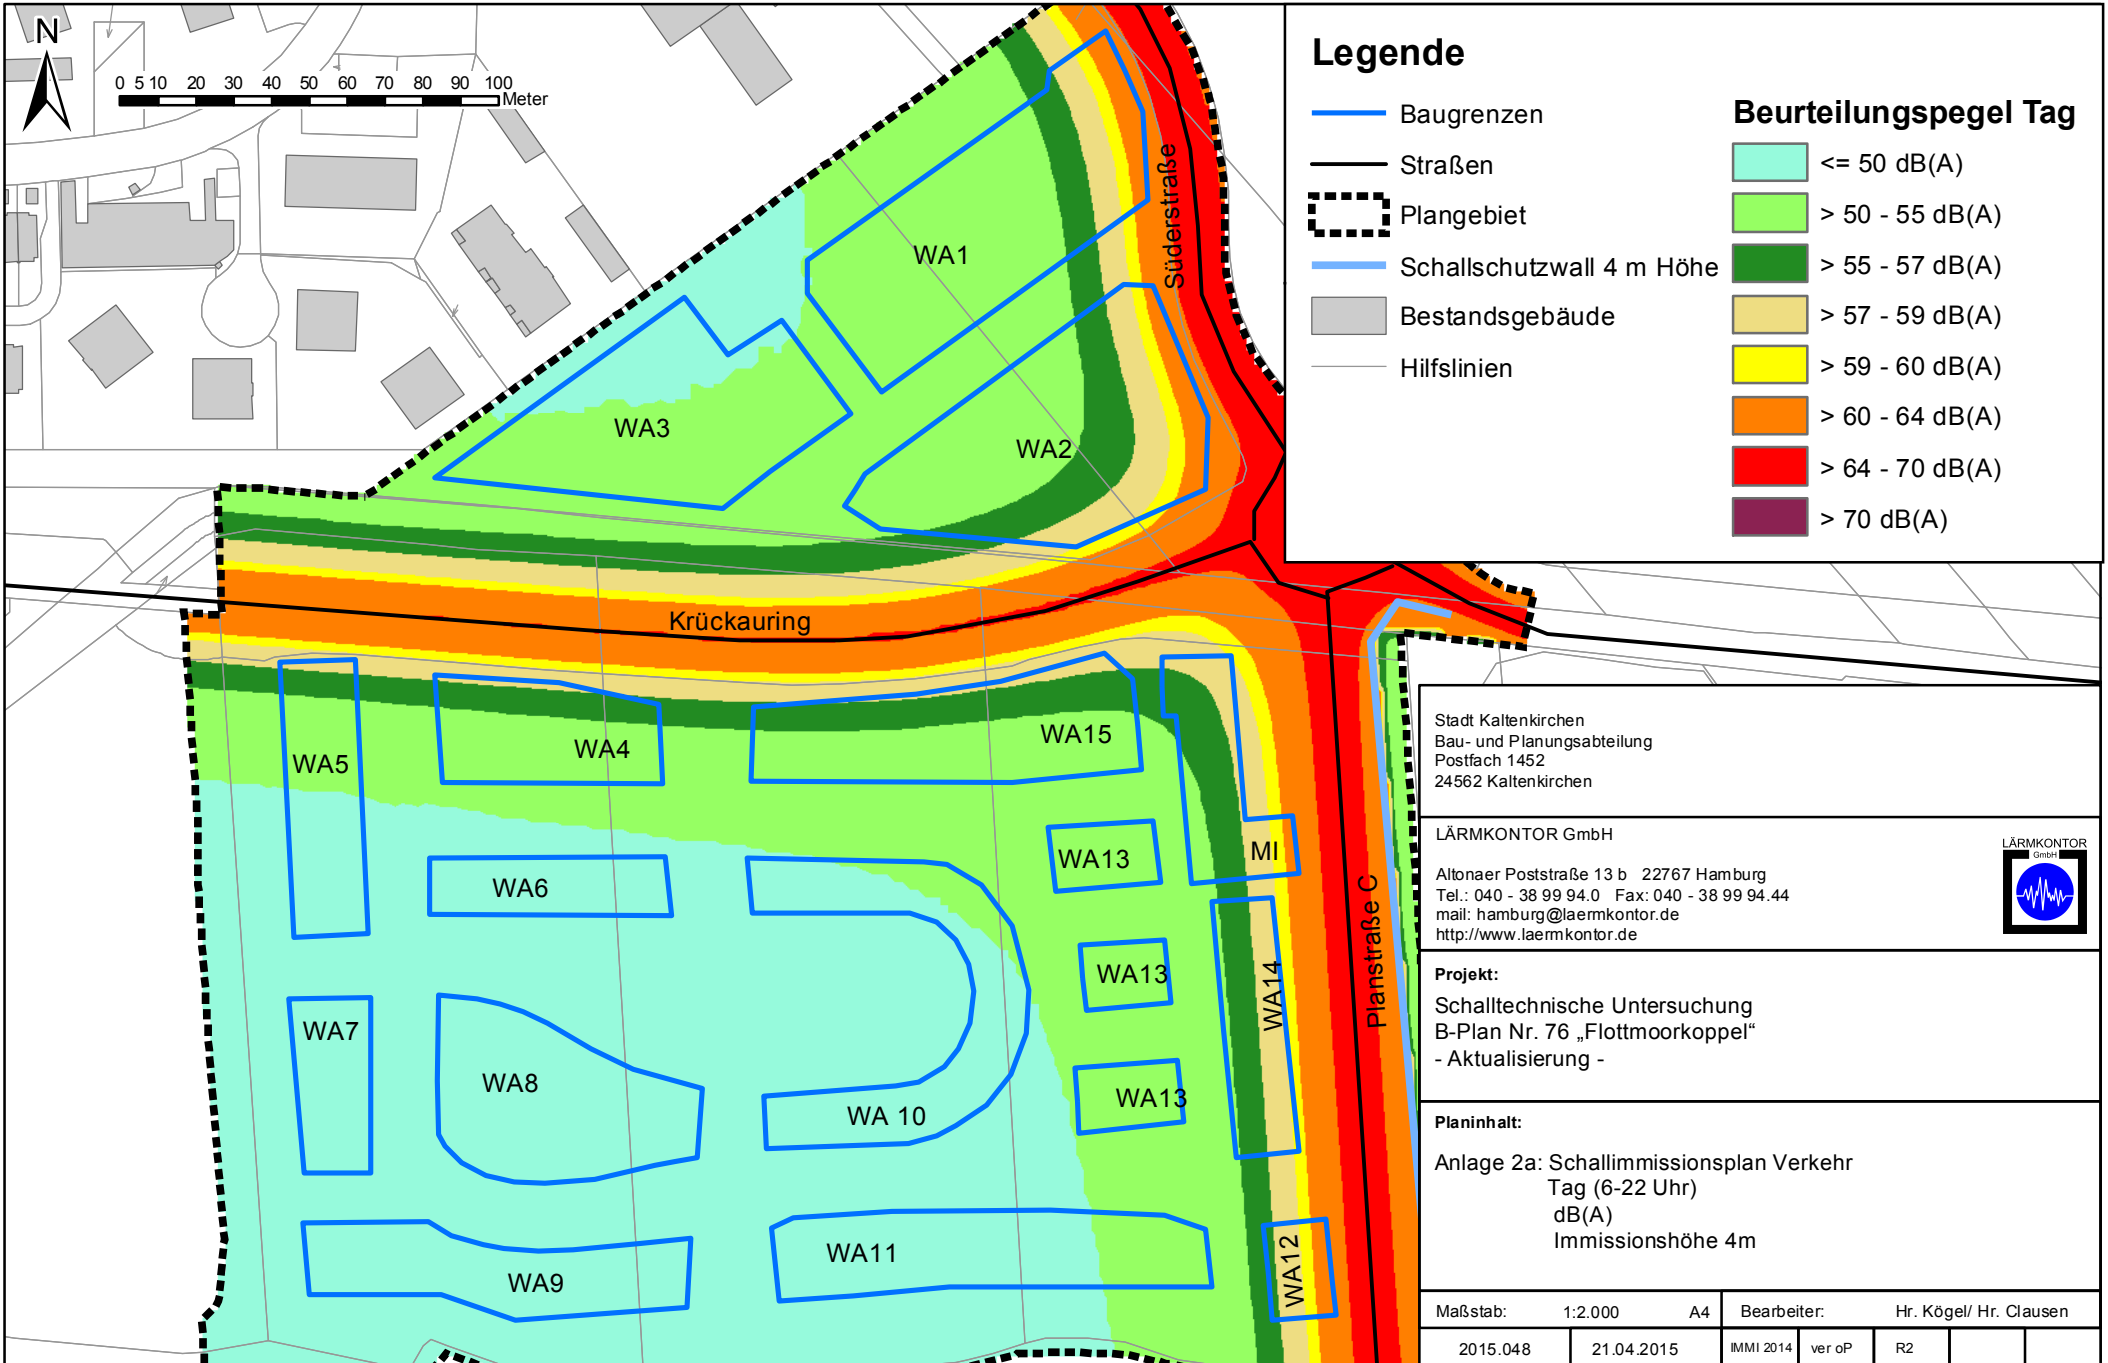 N
0 5 10 20 30 40 50 60 70 80 90 100
Meter
Legende
Baugrenzen
Straßen
Plangebiet
Schallschutzwall 4 m Höhe
Bestandsgebäude
Hilfslinien
Beurteilungspegel Tag
<= 50 dB(A)
> 50 - 55 dB(A)
> 55 - 57 dB(A)
> 57 - 59 dB(A)
> 59 - 60 dB(A)
> 60 - 64 dB(A)
> 64 - 70 dB(A)
> 70 dB(A)
Süderstraße
WA1
WA3
WA2
Krückauring
WA5
WA4
WA15
WA13
MI
WA6
WA13
WA14
Planstraße C
WA7
WA8
WA 10
WA13
WA11
WA9
WA12
Stadt Kaltenkirchen
Bau- und Planungsabteilung
Postfach 1452
24562 Kaltenkirchen
LÄRMKONTOR GmbH
Altonaer Poststraße 13 b 22767 Hamburg
Tel.: 040 - 38 99 94.0 Fax: 040 - 38 99 94.44
mail: hamburg@laermkontor.de
http://www.laermkontor.de
LÄRMKONTOR
GmbH
Projekt:
Schalltechnische Untersuchung
B-Plan Nr. 76 „Flottmoorkoppel“
- Aktualisierung -
Planinhalt:
Anlage 2a: Schallimmissionsplan Verkehr
Tag (6-22 Uhr)
dB(A)
Immissionshöhe 4m
Maßstab: 1:2.000 A4 Bearbeiter: Hr. Kögel/ Hr. Clausen
2015.048 21.04.2015 IMMI 2014 ver oP R2